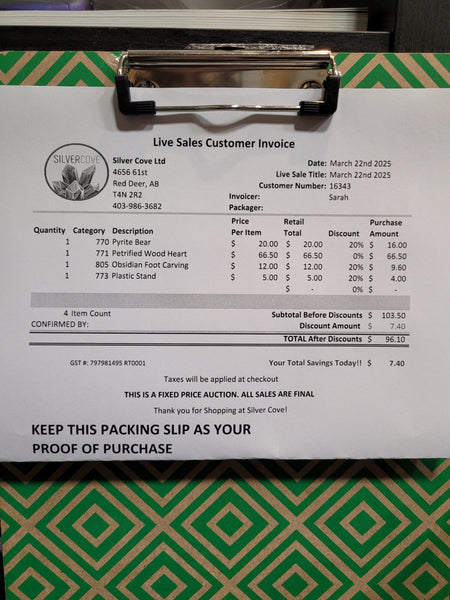 Live Sales Customer Invoice
SILVERCOVE
Silver Cove Ltd
4656 61st
Red Deer, AB
T4N 2R2
403-986-3682
Date: March 22nd 2025
Live Sale Title: March 22nd 2025
Customer Number: 16343
Invoicer: Sarah
Packager:
Quantity Category Description Price Per Item Retail Total Discount Purchase Amount
1 770 Pyrite Bear $ 20.00 $ 20.00 20% $ 16.00
1 771 Petrified Wood Heart $ 66.50 $ 66.50 0% $ 66.50
1 805 Obsidian Foot Carving $ 12.00 $ 12.00 20% $ 9.60
1 773 Plastic Stand $ 5.00 $ 5.00 20% $ 4.00
$ - 0% $ -
4 Item Count Subtotal Before Discounts $ 103.50
CONFIRMED BY: Discount Amount $ 7.40
TOTAL After Discounts $ 96.10
GST #: 797981495 RT0001 Your Total Savings Today!! $ 7.40
Taxes will be applied at checkout
THIS IS A FIXED PRICE AUCTION. ALL SALES ARE FINAL
Thank you for Shopping at Silver Cove!
KEEP THIS PACKING SLIP AS YOUR
PROOF OF PURCHASE